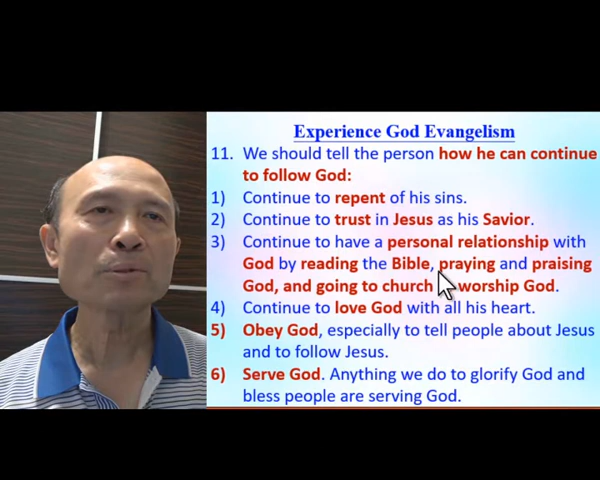 Experience God Evangelism
11. We should tell the person how he can continue
to follow God:
1) Continue to repent of his sins.
2) Continue to trust in Jesus as his Savior.
3) Continue to have a personal relationship with
God by reading the Bible, praying and praising
God, and going to church worship God.
4) Continue to love God with all his heart.
5) Obey God, especially to tell people about Jesus
and to follow Jesus.
6) Serve God. Anything we do to glorify God and
bless people are serving God.